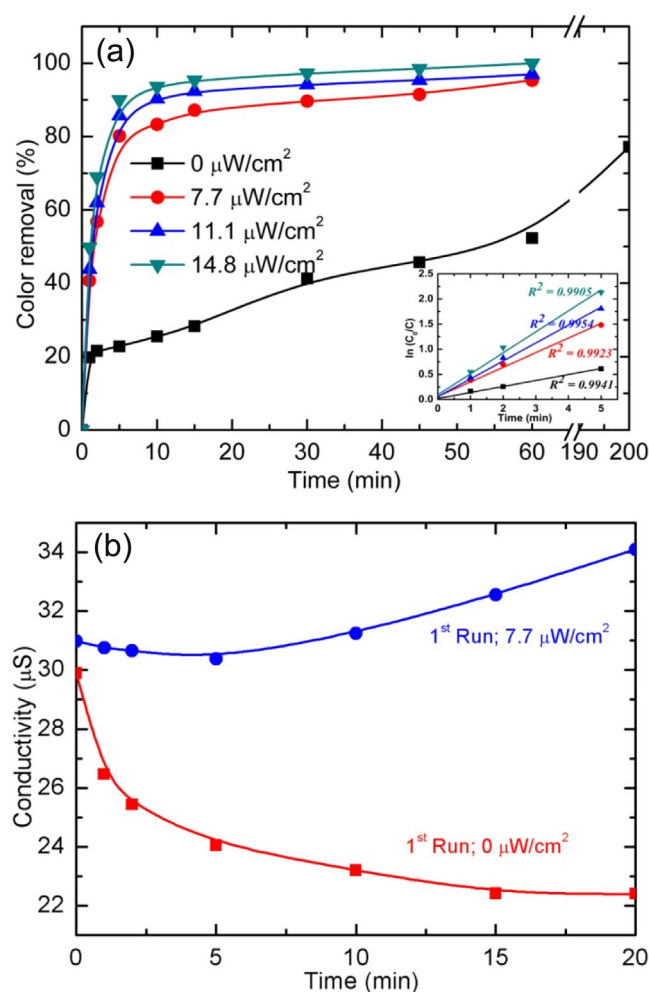 (a)
Color removal (%)
100
80
60
40
20
0
0 μW/cm²
7.7 μW/cm²
11.1 μW/cm²
14.8 μW/cm²
ln (C₀/C)
2.5
2.0
1.5
1.0
0.5
0.0
R² = 0.9905
R² = 0.9954
R² = 0.9923
R² = 0.9941
0 1 2 3 4 5
Time (min)
0 10 20 30 40 50 60 190 200
Time (min)
(b)
Conductivity (μS)
34
32
30
28
26
24
22
1st Run; 7.7 μW/cm²
1st Run; 0 μW/cm²
0 5 10 15 20
Time (min)